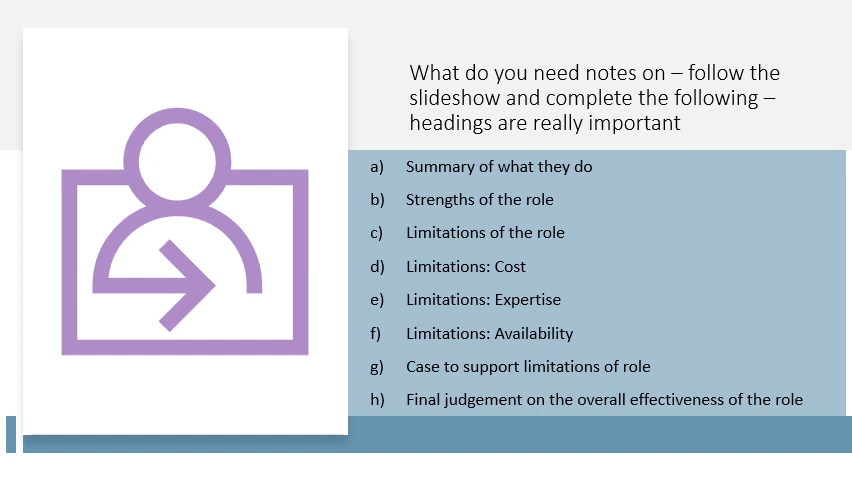 What do you need notes on – follow the
slideshow and complete the following –
headings are really important
a) Summary of what they do
b) Strengths of the role
c) Limitations of the role
d) Limitations: Cost
e) Limitations: Expertise
f) Limitations: Availability
g) Case to support limitations of role
h) Final judgement on the overall effectiveness of the role